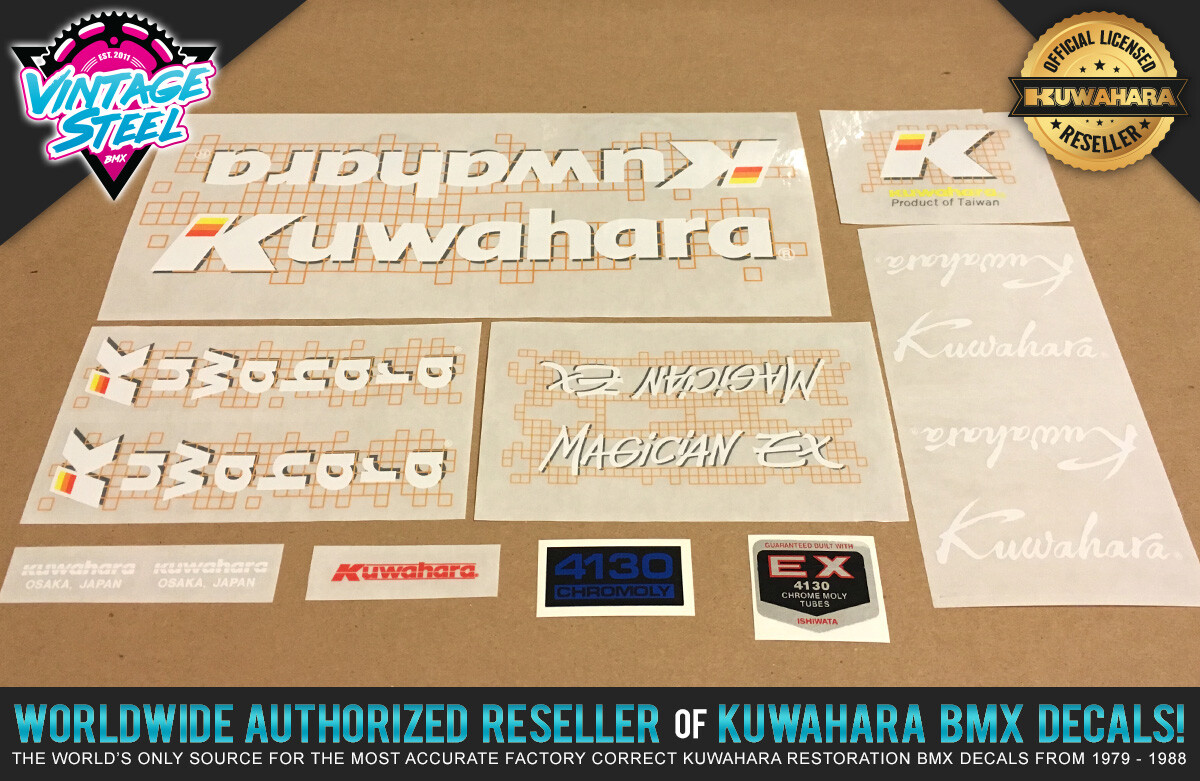 EST. 2011
VINTAGE
STEEL
BMX
OFFICIAL LICENSED
KUWAHARA
RESELLER
Kuwahara
Kuwahara®
K
kuwahara
Product of Taiwan
Kuwahara
Kuwahara
MAGiCiAN EX
MAGiCiAN EX
Kuwahara®
Kuwahara®
Kuwahara®
Kuwahara®
kuwahara kuwahara
OSAKA, JAPAN OSAKA, JAPAN
Kuwahara
4130
CHROMOLY
GUARANTEED BUILT WITH
EX
4130
CHROME MOLY
TUBES
ISHIWATA
WORLDWIDE AUTHORIZED RESELLER OF KUWAHARA BMX DECALS!
THE WORLD'S ONLY SOURCE FOR THE MOST ACCURATE FACTORY CORRECT KUWAHARA RESTORATION BMX DECALS FROM 1979 - 1988